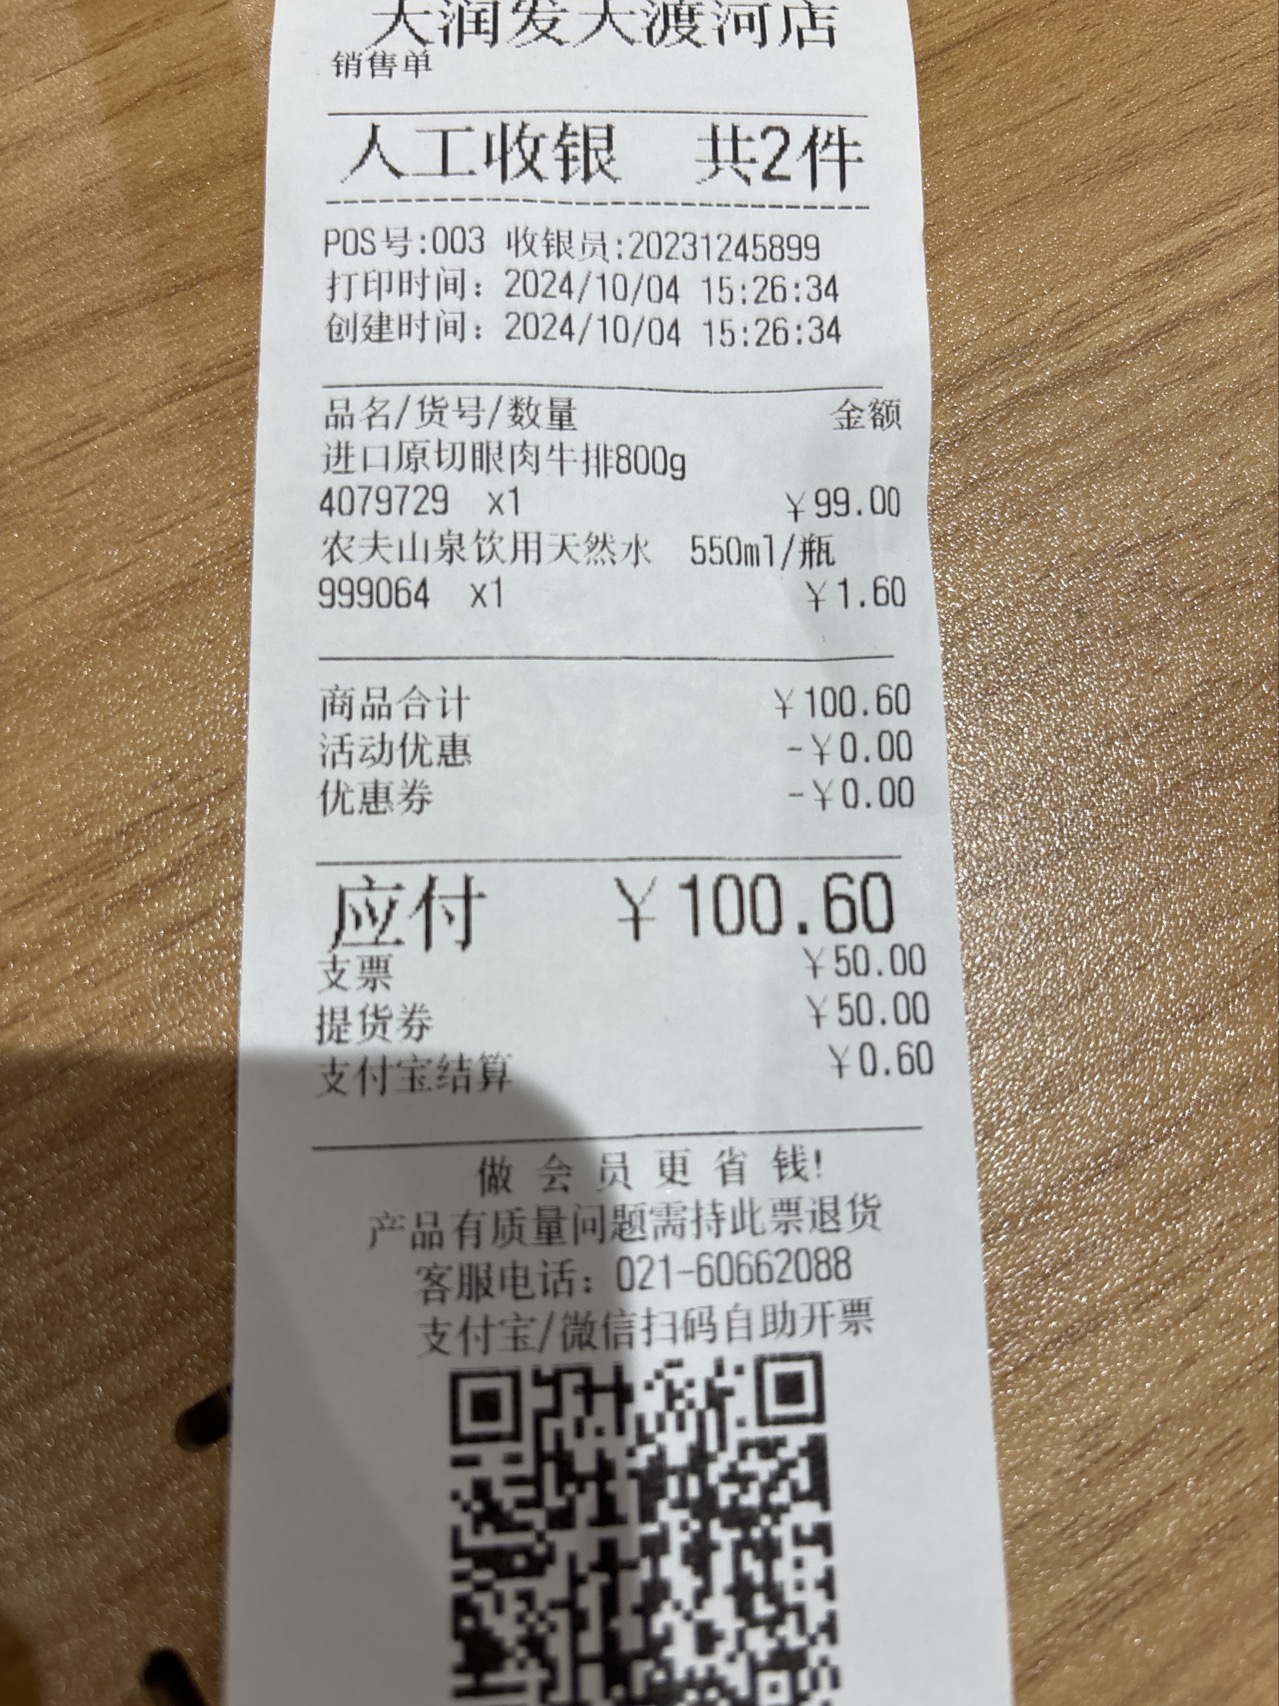 大润发大渡河店
销售单
人工收银 共2件
POS号:003 收银员:20231245899
打印时间：2024/10/04 15:26:34
创建时间：2024/10/04 15:26:34
品名/货号/数量 金额
进口原切眼肉牛排800g
4079729 x1 ¥99.00
农夫山泉饮用天然水 550ml/瓶
999064 x1 ¥1.60
商品合计 ¥100.60
活动优惠 -¥0.00
优惠券 -¥0.00
应付 ¥100.60
支票 ¥50.00
提货券 ¥50.00
支付宝结算 ¥0.60
做会员更省钱!
产品有质量问题需持此票退货
客服电话：021-60662088
支付宝/微信扫码自助开票